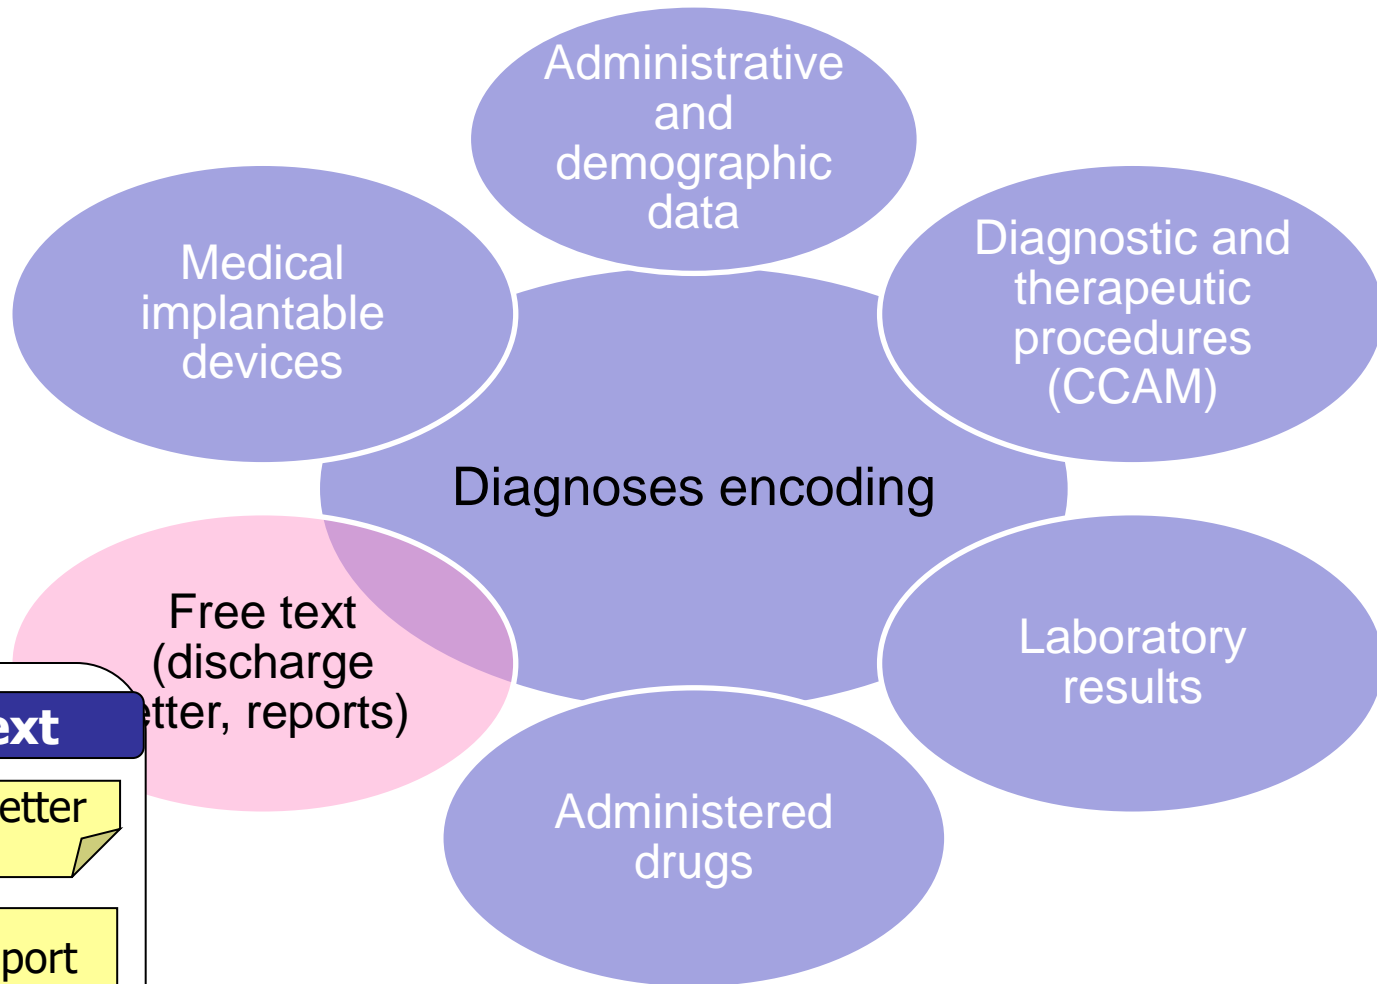 Administrative
and
demographic
data
Medical
implantable
devices
Diagnostic and
therapeutic
procedures
(CCAM)
Diagnoses encoding
Free text
(discharge
etter, reports)
Laboratory
results
Administered
drugs
ext
etter
port